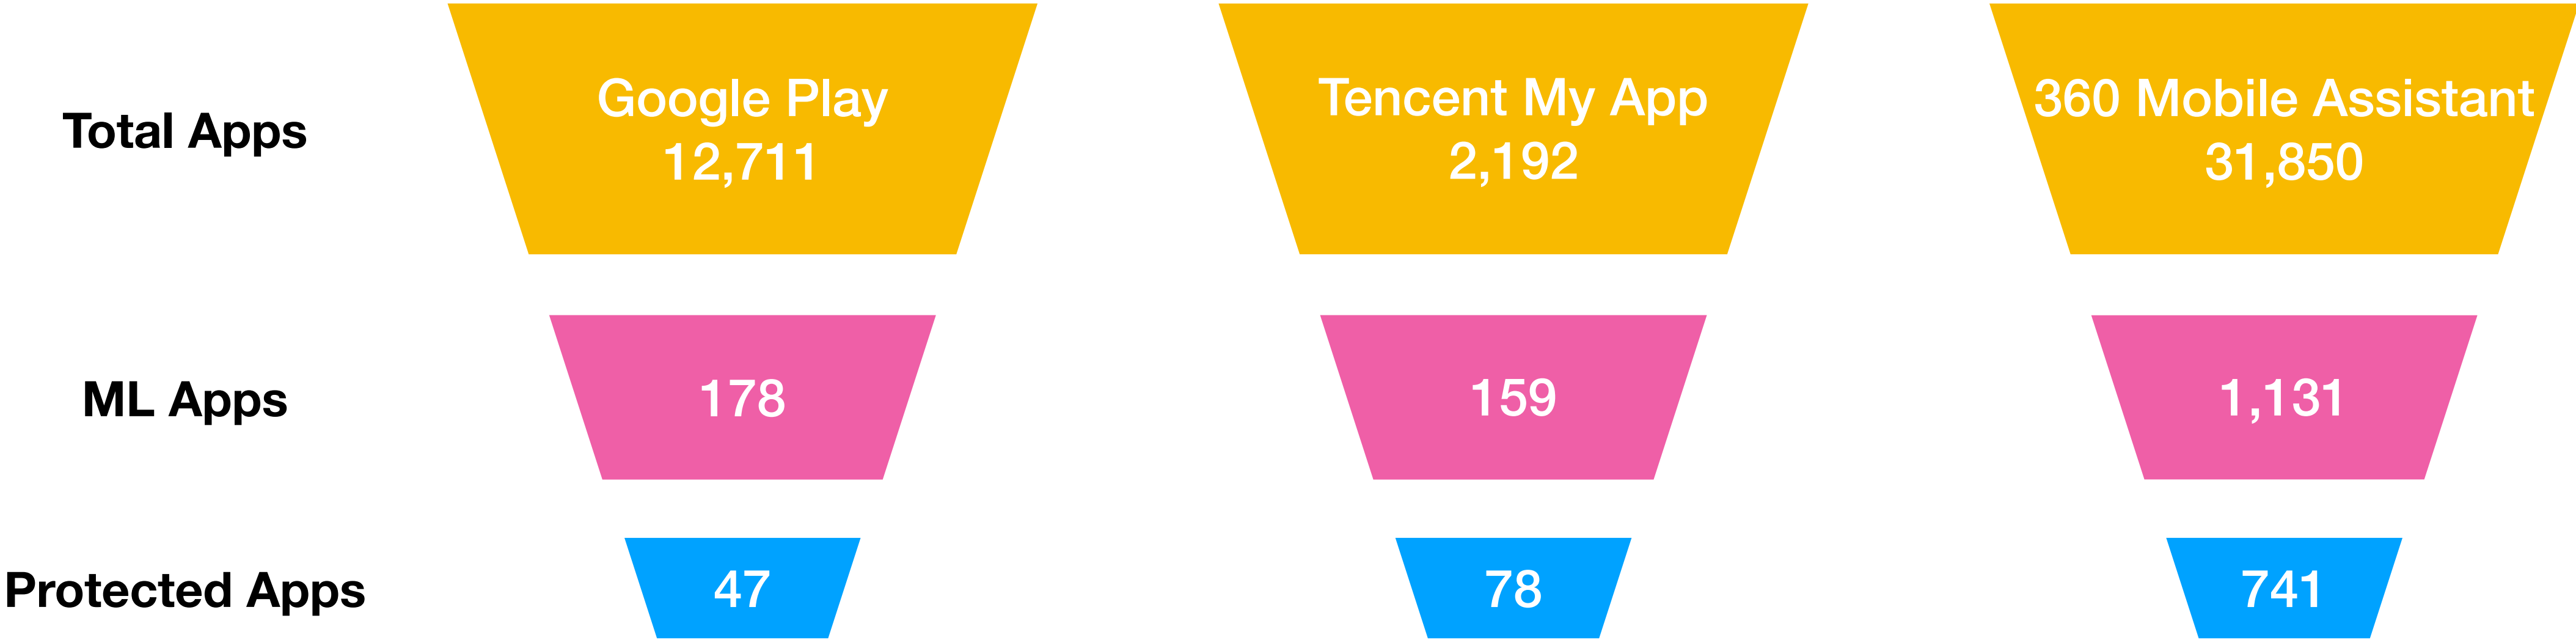 Total Apps
Google Play
12,711
Tencent My App
2,192
360 Mobile Assistant
31,850
ML Apps
178
159
1,131
Protected Apps
47
78
741